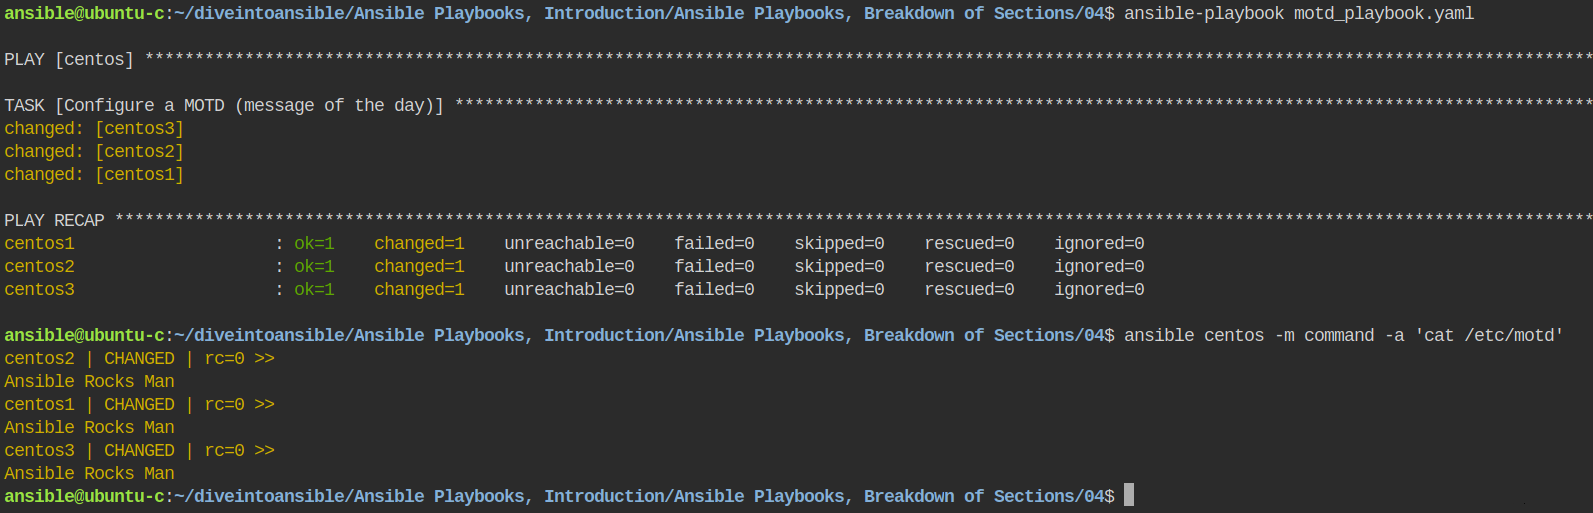 ansible@ubuntu-c:~/diveintoansible/Ansible Playbooks, Introduction/Ansible Playbooks, Breakdown of Sections/04$ ansible-playbook motd_playbook.yaml
PLAY [centos] *************************************************************************************************************************************************
TASK [Configure a MOTD (message of the day)] ******************************************************************************************************************
changed: [centos3]
changed: [centos2]
changed: [centos1]
PLAY RECAP ****************************************************************************************************************************************************
centos1                    : ok=1    changed=1    unreachable=0    failed=0    skipped=0    rescued=0    ignored=0
centos2                    : ok=1    changed=1    unreachable=0    failed=0    skipped=0    rescued=0    ignored=0
centos3                    : ok=1    changed=1    unreachable=0    failed=0    skipped=0    rescued=0    ignored=0
ansible@ubuntu-c:~/diveintoansible/Ansible Playbooks, Introduction/Ansible Playbooks, Breakdown of Sections/04$ ansible centos -m command -a 'cat /etc/motd'
centos2 | CHANGED | rc=0 >>
Ansible Rocks Man
centos1 | CHANGED | rc=0 >>
Ansible Rocks Man
centos3 | CHANGED | rc=0 >>
Ansible Rocks Man
ansible@ubuntu-c:~/diveintoansible/Ansible Playbooks, Introduction/Ansible Playbooks, Breakdown of Sections/04$